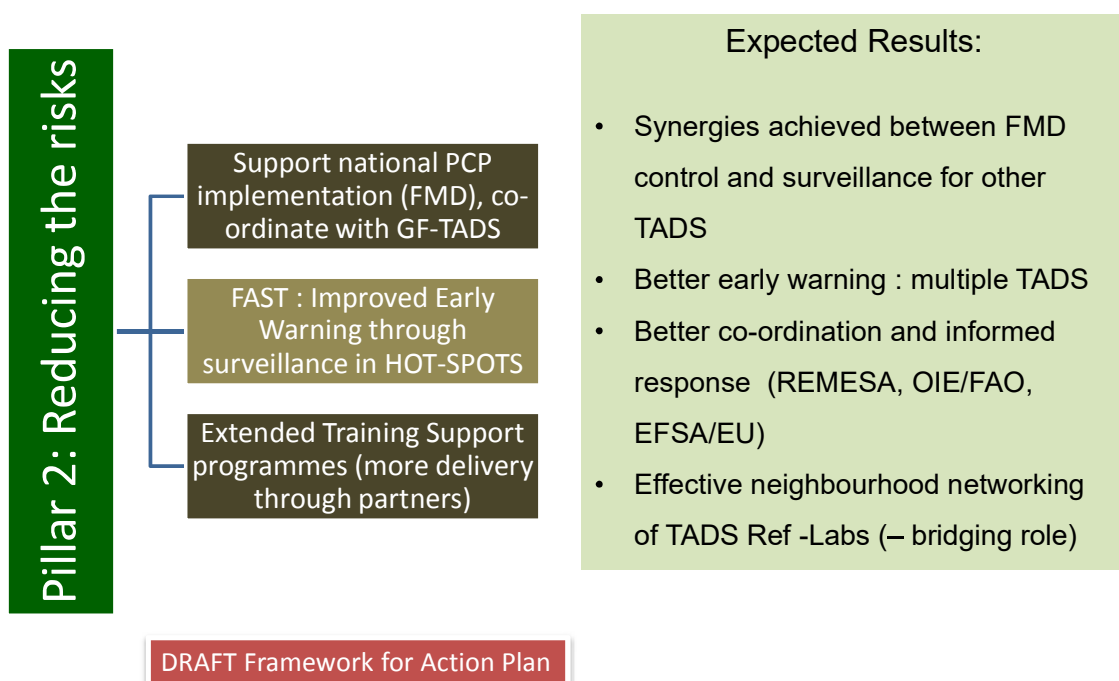 Pillar 2: Reducing the risks
Support national PCP
implementation (FMD), co-
ordinate with GF-TADS
FAST : Improved Early
Warning through
surveillance in HOT-SPOTS
Extended Training Support
programmes (more delivery
through partners)
Expected Results:
• Synergies achieved between FMD
control and surveillance for other
TADS
• Better early warning : multiple TADS
• Better co-ordination and informed
response  (REMESA, OIE/FAO,
EFSA/EU)
• Effective neighbourhood networking
of TADS Ref -Labs (– bridging role)
DRAFT Framework for Action Plan